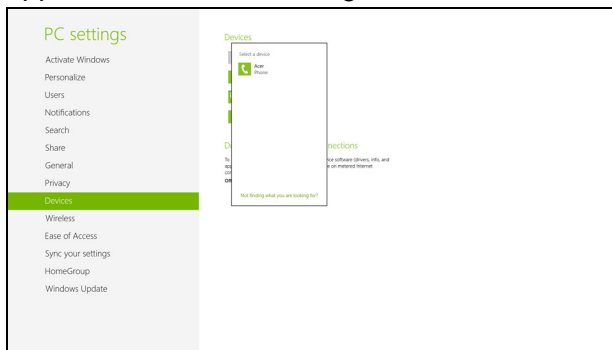 PC settings
Activate Windows
Personalize
Users
Notifications
Search
Share
General
Privacy
Devices
Wireless
Ease of Access
Sync your settings
HomeGroup
Windows Update
Devices
Select a device
Acer
Phone
nections
ice software (drivers, info, and
e on metered internet
Not finding what you are looking for?